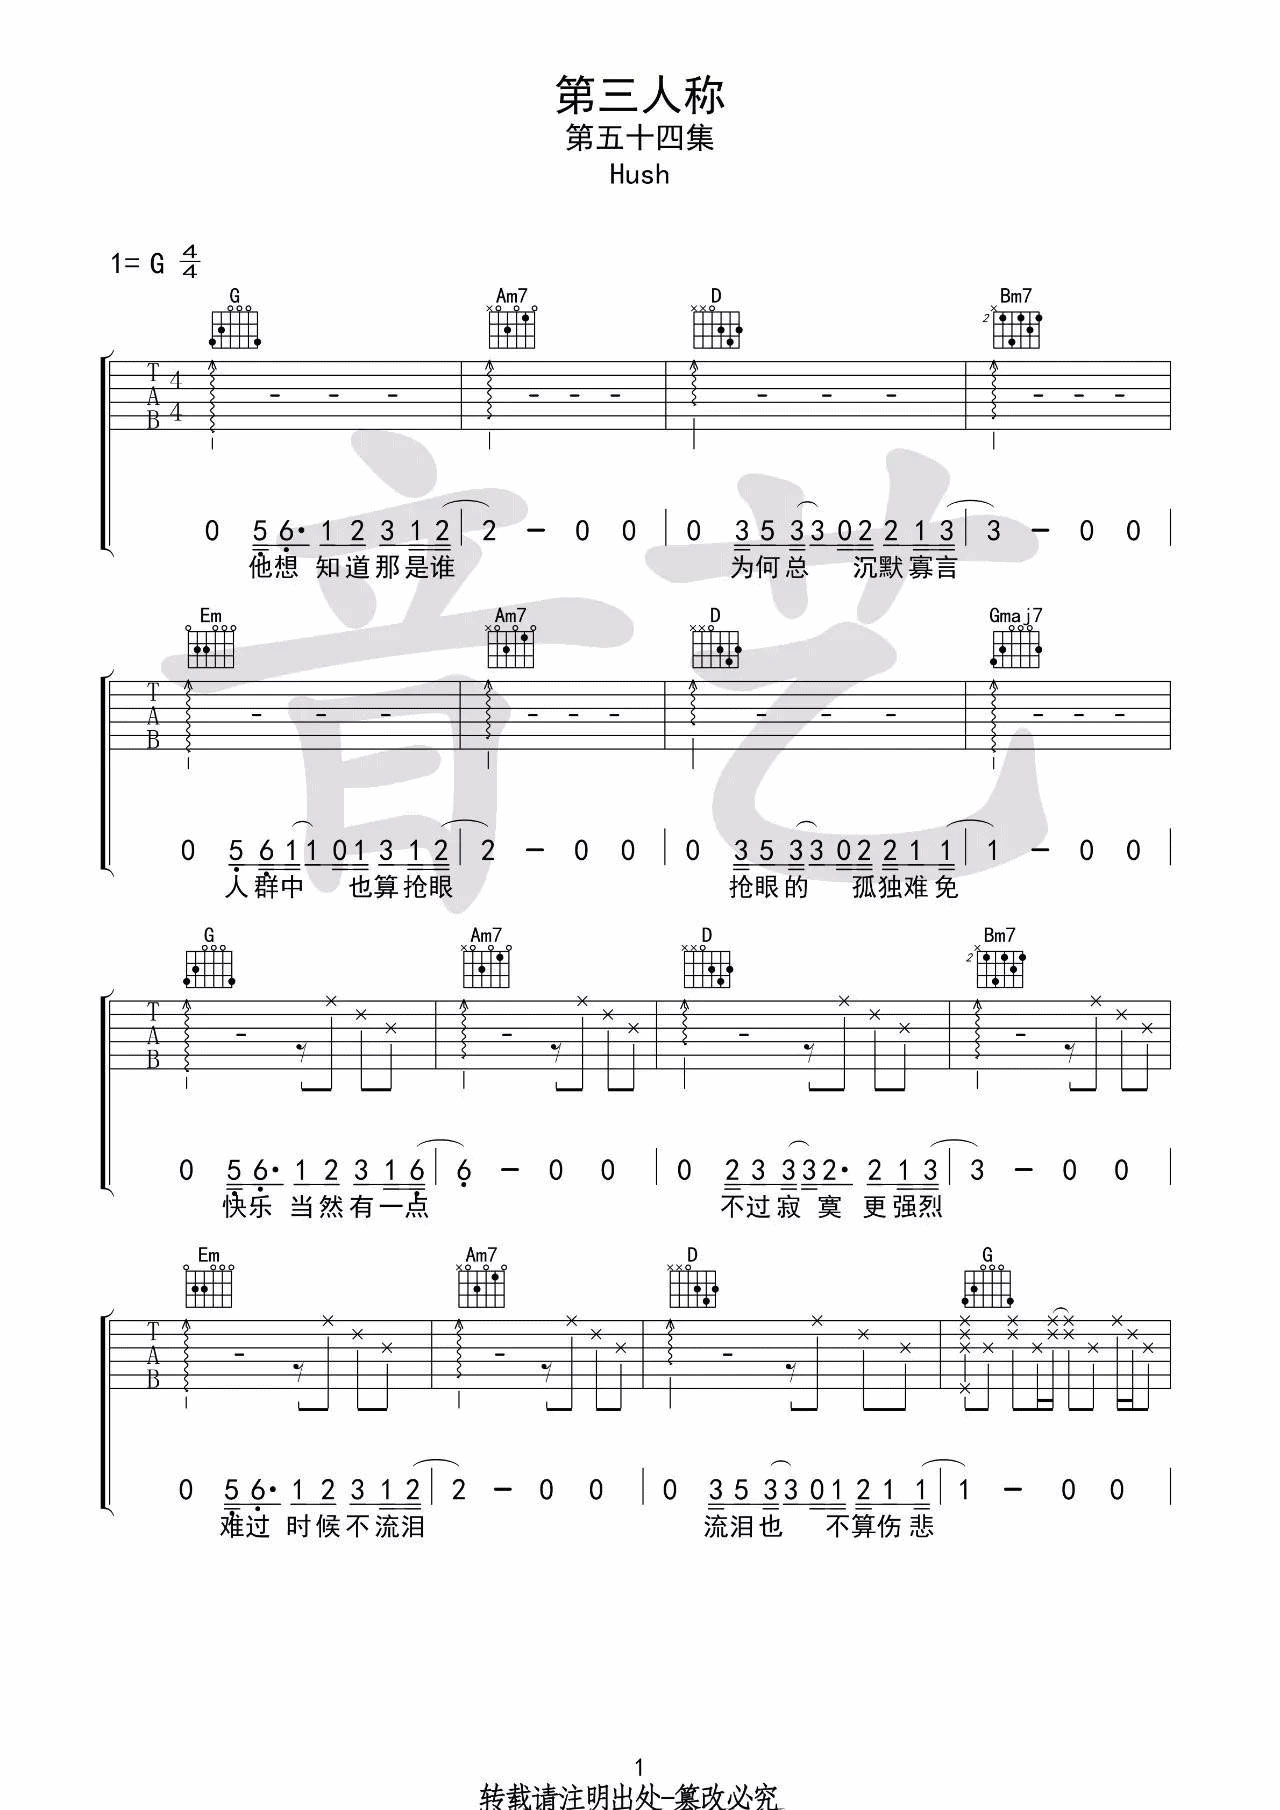 第三人称
第五十四集
Hush
1= G 4/4
G Am7 D Bm7
T A B 4 4
0 5 6· 1 2 3 1 2 | 2 — 0 0 | 0 3 5 3 3 0 2 2 1 3 | 3 — 0 0
他想 知道那是谁 为何总 沉默寡言
Em Am7 D Gmaj7
T A B
0 5 6 1 1 0 1 3 1 2 | 2 — 0 0 | 0 3 5 3 3 0 2 2 1 1 | 1 — 0 0
人群中 也算抢眼 抢眼的 孤独难免
G Am7 D Bm7
T A B
0 5 6· 1 2 3 1 6 | 6 — 0 0 | 0 2 3 3 3 2· 2 1 3 | 3 — 0 0
快乐 当然有一点 不过寂 寞 更强烈
Em Am7 D G
T A B
0 5 6· 1 2 3 1 2 | 2 — 0 0 | 0 3 5 3 3 0 1 2 1 1 | 1 — 0 0
难过 时候不流泪 流泪也 不算伤悲
音艺
1
转载请注明出处-篡改必究